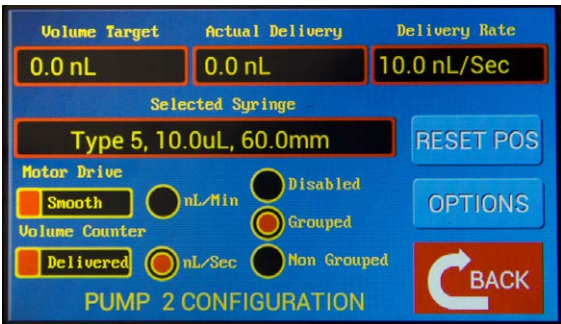 Volume Target Actual Delivery Delivery Rate
0.0 nL 0.0 nL 10.0 nL/Sec
Selected Syringe
Type 5, 10.0uL, 60.0mm
RESET POS
Motor Drive
Smooth
nL/Min
Disabled
Grouped
OPTIONS
Volume Counter
Delivered
nL/Sec
Non Grouped
BACK
PUMP 2 CONFIGURATION